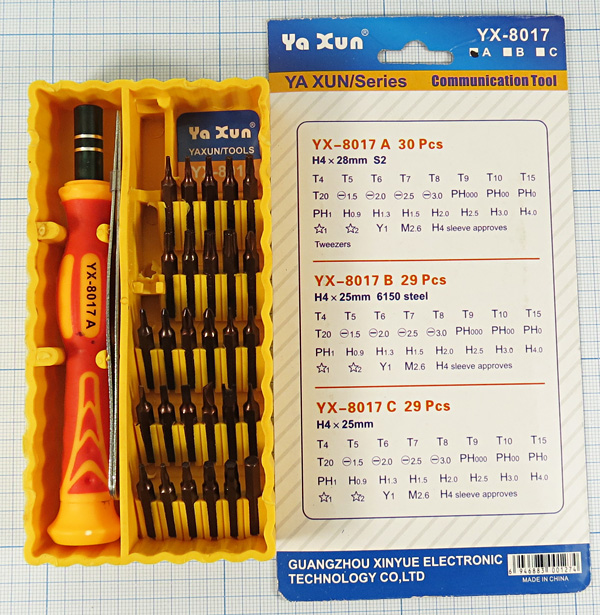 Ya Xun®
YX-8017
A B C
YA XUN/Series Communication Tool
YX-8017 A 30 Pcs
H4×28mm S2
T4 T5 T6 T7 T8 T9 T10 T15
T20 ⊖1.5 ⊖2.0 ⊖2.5 ⊖3.0 PH000 PH00 PH0
PH1 H0.9 H1.3 H1.5 H2.0 H2.5 H3.0 H4.0
☆1 ☆2 Y1 M2.6 H4 sleeve approves
Tweezers
YX-8017 B 29 Pcs
H4×25mm 6150 steel
T4 T5 T6 T7 T8 T9 T10 T15
T20 ⊖1.5 ⊖2.0 ⊖2.5 ⊖3.0 PH000 PH00 PH0
PH1 H0.9 H1.3 H1.5 H2.0 H2.5 H3.0 H4.0
☆1 ☆2 Y1 M2.6 H4 sleeve approves
YX-8017 C 29 Pcs
H4×25mm
T4 T5 T6 T7 T8 T9 T10 T15
T20 ⊖1.5 ⊖2.0 ⊖2.5 ⊖3.0 PH000 PH00 PH0
PH1 H0.9 H1.3 H1.5 H2.0 H2.5 H3.0 H4.0
☆1 ☆2 Y1 M2.6 H4 sleeve approves
GUANGZHOU XINYUE ELECTRONIC
TECHNOLOGY CO,LTD
6 946883 001274
MADE IN CHINA
Ya Xun®
YAXUN/TOOLS
YX-8017 A